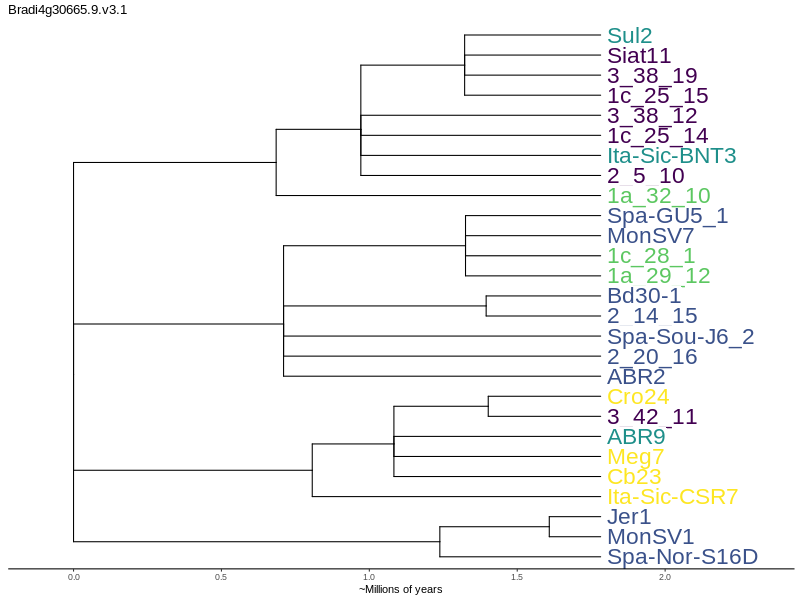 Bradi4g30665.9.v3.1
Sul2
Siat11
3_38_19
1c_25_15
3_38_12
1c_25_14
Ita-Sic-BNT3
2_5_10
1a_32_10
Spa-GU5_1
MonSV7
1c_28_1
1a_29_12
Bd30-1
2_14_15
Spa-Sou-J6_2
2_20_16
ABR2
Cro24
3_42_11
ABR9
Meg7
Cb23
Ita-Sic-CSR7
Jer1
MonSV1
Spa-Nor-S16D
0.0 0.5 1.0 1.5 2.0
~Millions of years